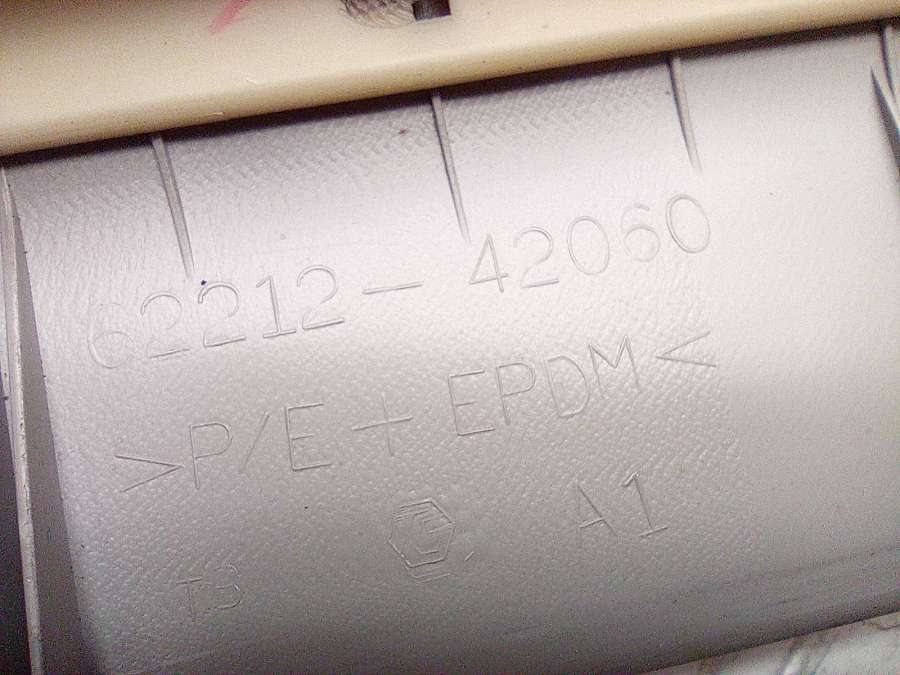 62212-42060
>P/E+EPDM<
A1
T3